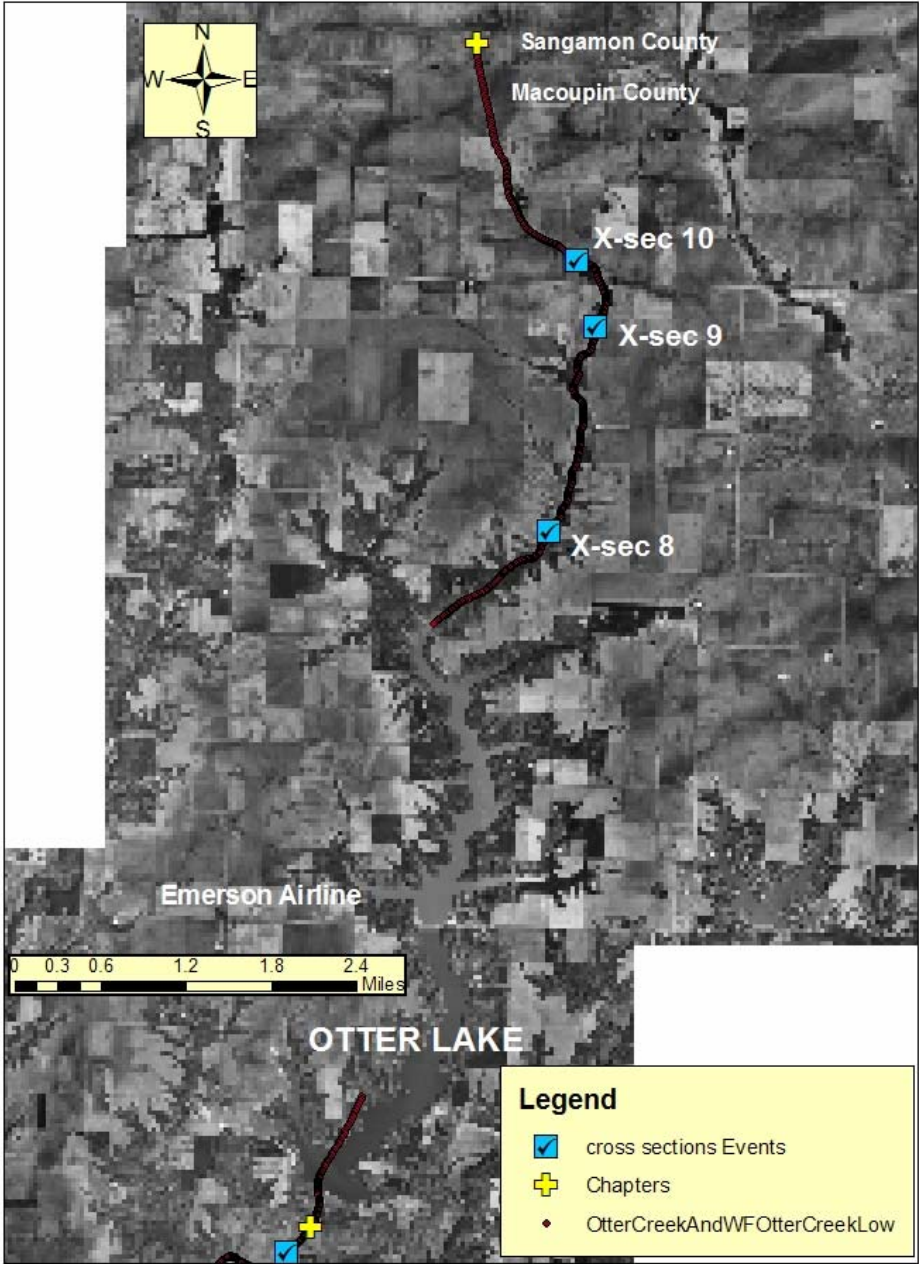 N
W E
S
Sangamon County
Macoupin County
X-sec 10
X-sec 9
X-sec 8
Emerson Airline
0 0.3 0.6 1.2 1.8 2.4
Miles
OTTER LAKE
Legend
cross sections Events
Chapters
OtterCreekAndWFOtterCreekLow